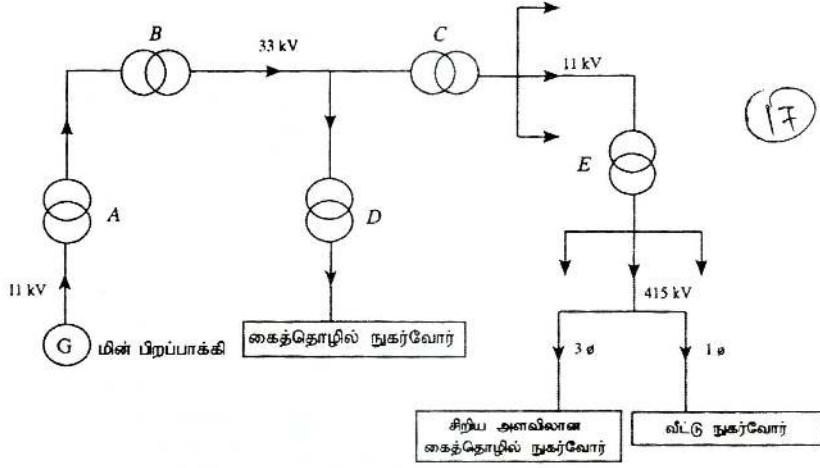 B
33 kV
C
11 kV
17
E
A
D
11 kV
415 kV
G
மின் பிறப்பாக்கி
கைத்தொழில் நுகர்வோர்
3 ø
1 ø
சிறிய அளவிலான
கைத்தொழில் நுகர்வோர்
வீட்டு நுகர்வோர்